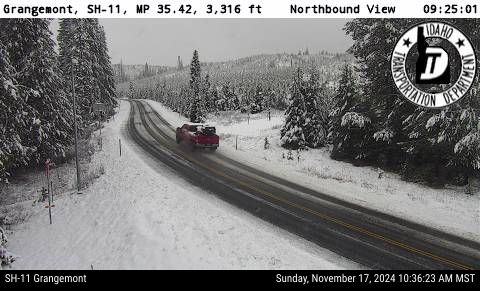 Grangemont, SH-11, MP 35.42, 3,316 ft Northbound View 09:25:01
IDAHO
TRANSPORTATION DEPARTMENT
SH-11 Grangemont Sunday, November 17, 2024 10:36:23 AM MST